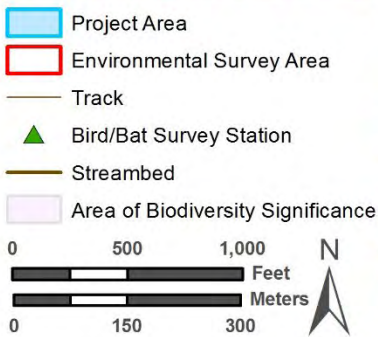 Project Area
Environmental Survey Area
Track
Bird/Bat Survey Station
Streambed
Area of Biodiversity Significance
0 500 1,000 N
Feet
Meters
0 150 300